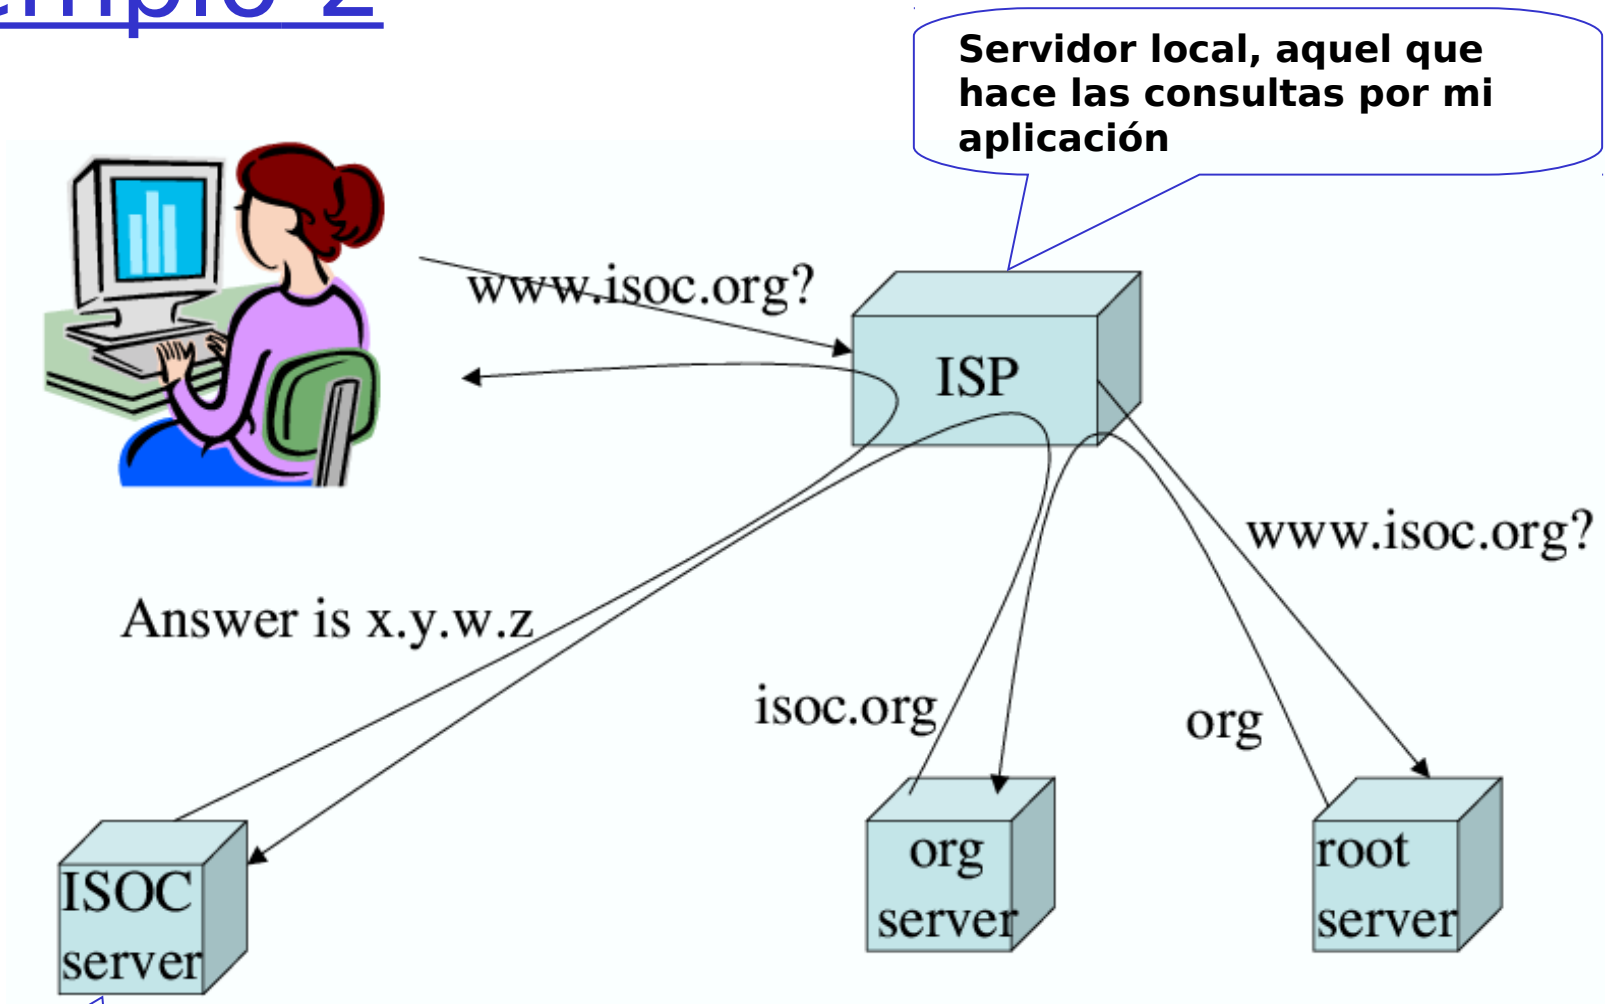 2
Servidor local, aquel que
hace las consultas por mi
aplicación
www.isoc.org?
ISP
www.isoc.org?
Answer is x.y.w.z
isoc.org
org
org
server
root
server
ISOC
server